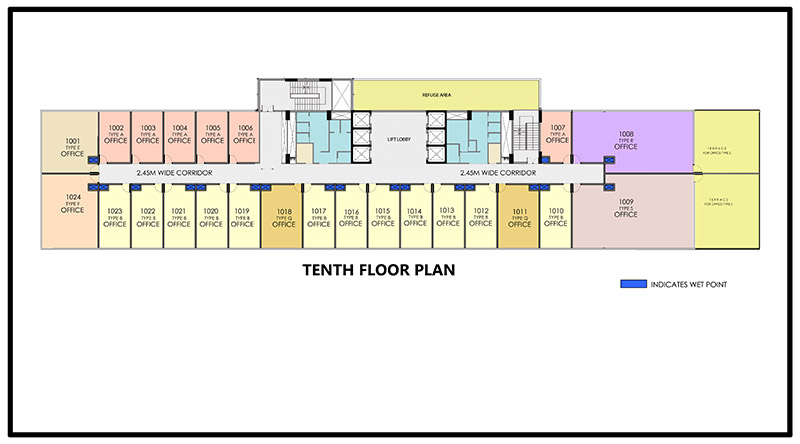 REFUGE AREA
1001
TYPE E
OFFICE
1002
TYPE A
OFFICE
1003
TYPE A
OFFICE
1004
TYPE A
OFFICE
1005
TYPE A
OFFICE
1006
TYPE A
OFFICE
LIFT LOBBY
1007
TYPE A
OFFICE
1008
TYPE R
OFFICE
TERRACE
FOR OFFICE TYPE R
2.45M WIDE CORRIDOR
2.45M WIDE CORRIDOR
1024
TYPE F
OFFICE
1023
TYPE B
OFFICE
1022
TYPE B
OFFICE
1021
TYPE B
OFFICE
1020
TYPE B
OFFICE
1019
TYPE B
OFFICE
1018
TYPE Q
OFFICE
1017
TYPE B
OFFICE
1016
TYPE B
OFFICE
1015
TYPE B
OFFICE
1014
TYPE B
OFFICE
1013
TYPE B
OFFICE
1012
TYPE B
OFFICE
1011
TYPE Q
OFFICE
1010
TYPE B
OFFICE
1009
TYPE S
OFFICE
TERRACE
FOR OFFICE TYPE S
TENTH FLOOR PLAN
INDICATES WET POINT